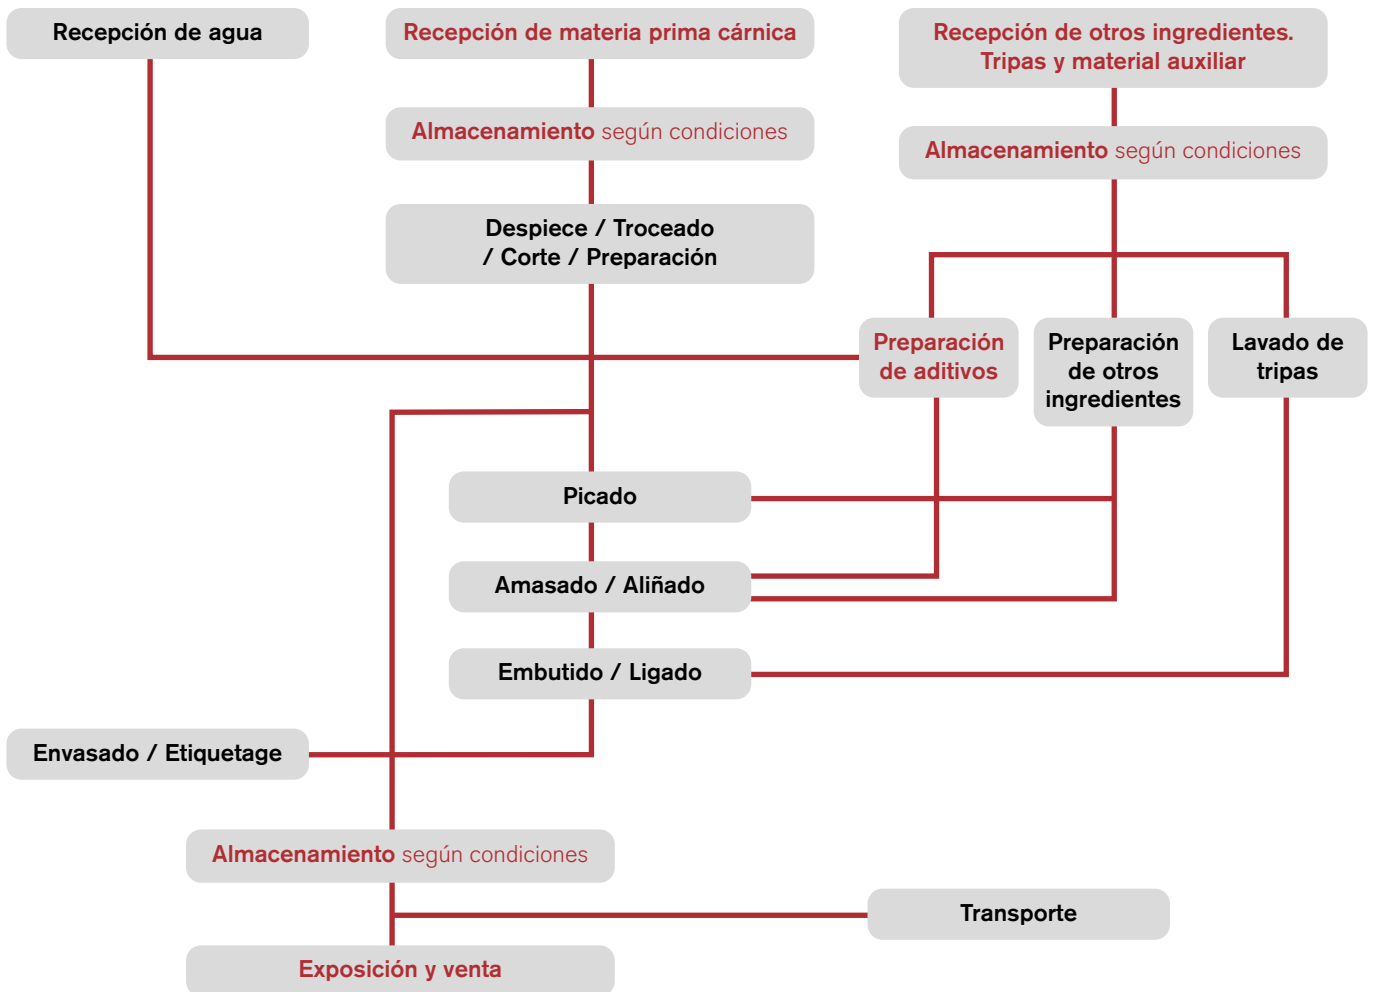 Recepción de agua
Recepción de materia prima cárnica
Recepción de otros ingredientes.
Tripas y material auxiliar
Almacenamiento según condiciones
Almacenamiento según condiciones
Despiece / Troceado
/ Corte / Preparación
Preparación
de aditivos
Preparación
de otros
ingredientes
Lavado de
tripas
Picado
Amasado / Aliñado
Embutido / Ligado
Envasado / Etiquetage
Almacenamiento según condiciones
Transporte
Exposición y venta